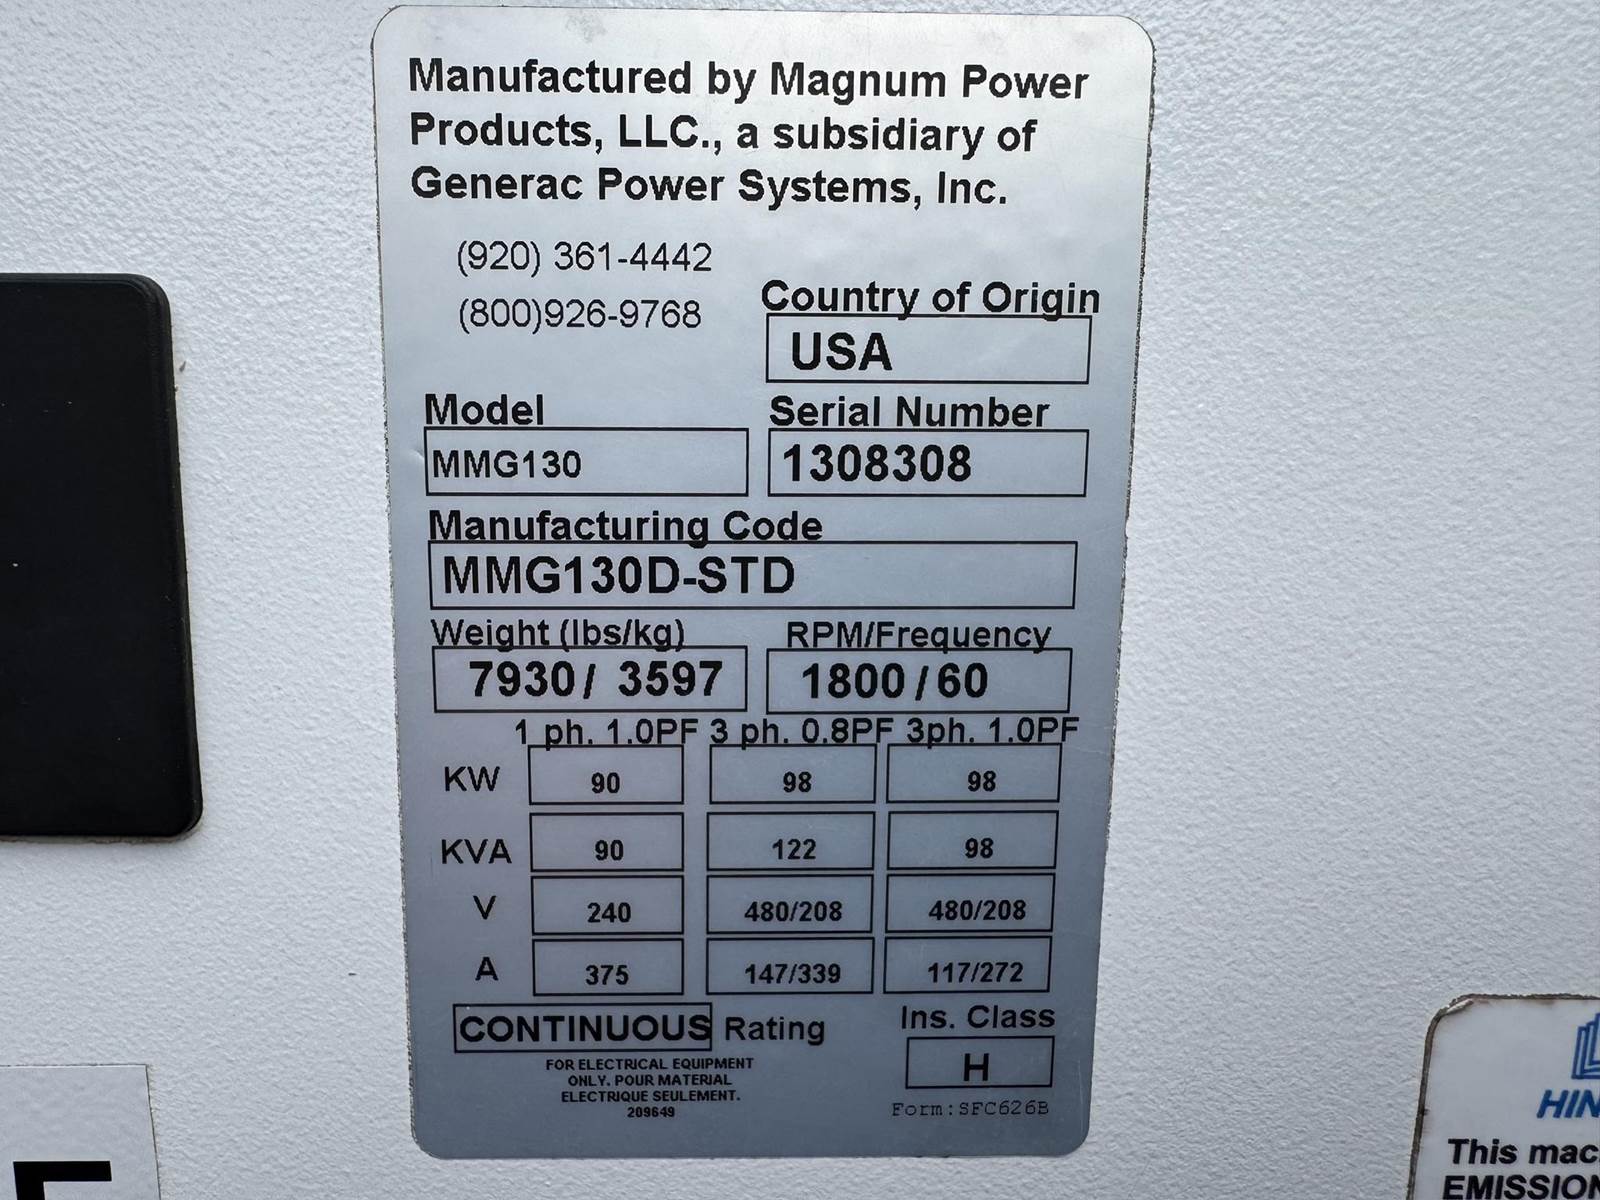 Manufactured by Magnum Power
Products, LLC., a subsidiary of
Generac Power Systems, Inc.
(920) 361-4442
(800)926-9768
Country of Origin
USA
Model
Serial Number
MMG130
1308308
Manufacturing Code
MMG130D-STD
Weight (lbs/kg)
RPM/Frequency
7930/ 3597
1800/60
1 ph. 1.0PF 3 ph. 0.8PF 3ph. 1.0PF
KW 90 98 98
KVA 90 122 98
V 240 480/208 480/208
A 375 147/339 117/272
CONTINUOUS Rating
Ins. Class
H
FOR ELECTRICAL EQUIPMENT
ONLY. POUR MATERIAL
ELECTRIQUE SEULEMENT.
209649
Form:SFC626B
This